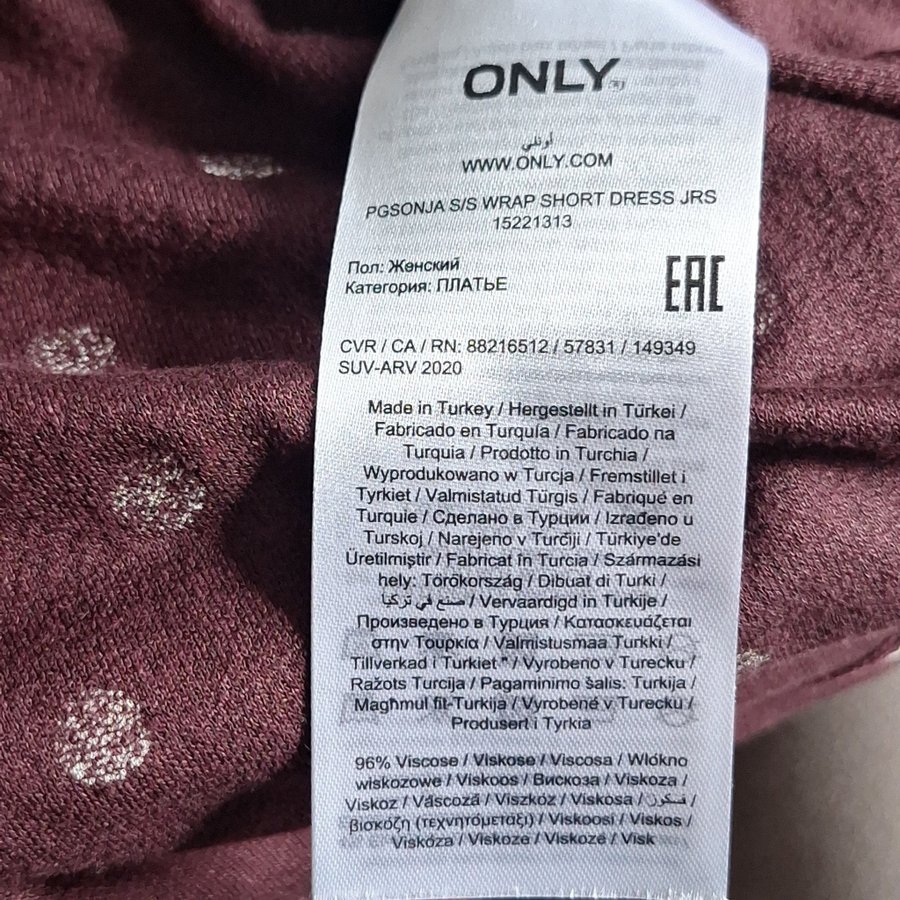 ONLY
أونلي
WWW.ONLY.COM
PGSONJA S/S WRAP SHORT DRESS JRS
15221313
Пол: Женский
Категория: ПЛАТЬЕ
EAC
CVR / CA / RN: 88216512 / 57831 / 149349
SUV-ARV 2020
Made in Turkey / Hergestellt in Türkei /
Fabricado en Turquía / Fabricado na
Turquia / Prodotto in Turchia /
Wyprodukowano w Turcja / Fremstillet i
Tyrkiet / Valmistatud Türgis / Fabriqué en
Turquie / Сделано в Турции / Izrađeno u
Turskoj / Narejeno v Turčiji / Türkiye'de
Üretilmiştir / Fabricat în Turcia / Származási
hely: Törökország / Dibuat di Turki /
صنع في تركيا / Vervaardigd in Turkije /
Произведено в Турция / Κατασκευάζεται
στην Τουρκία / Valmistusmaa Turkki /
Tillverkad i Turkiet " / Vyrobeno v Turecku /
Ražots Turcija / Pagaminimo šalis: Turkija /
Magħmul fit-Turkija / Vyrobené v Turecku /
Produsert i Tyrkia
96% Viscose / Viskose / Viscosa / Włókno
wiskozowe / Viskoos / Вискоза / Viskoza /
Viskoz / Vâscoză / Viszkóz / Viskosa / فسكوز /
βισκόζη (τεχνητόμετάξι) / Viskoosi / Viskos /
Viskóza / Viskoze / Viskozė / Visk